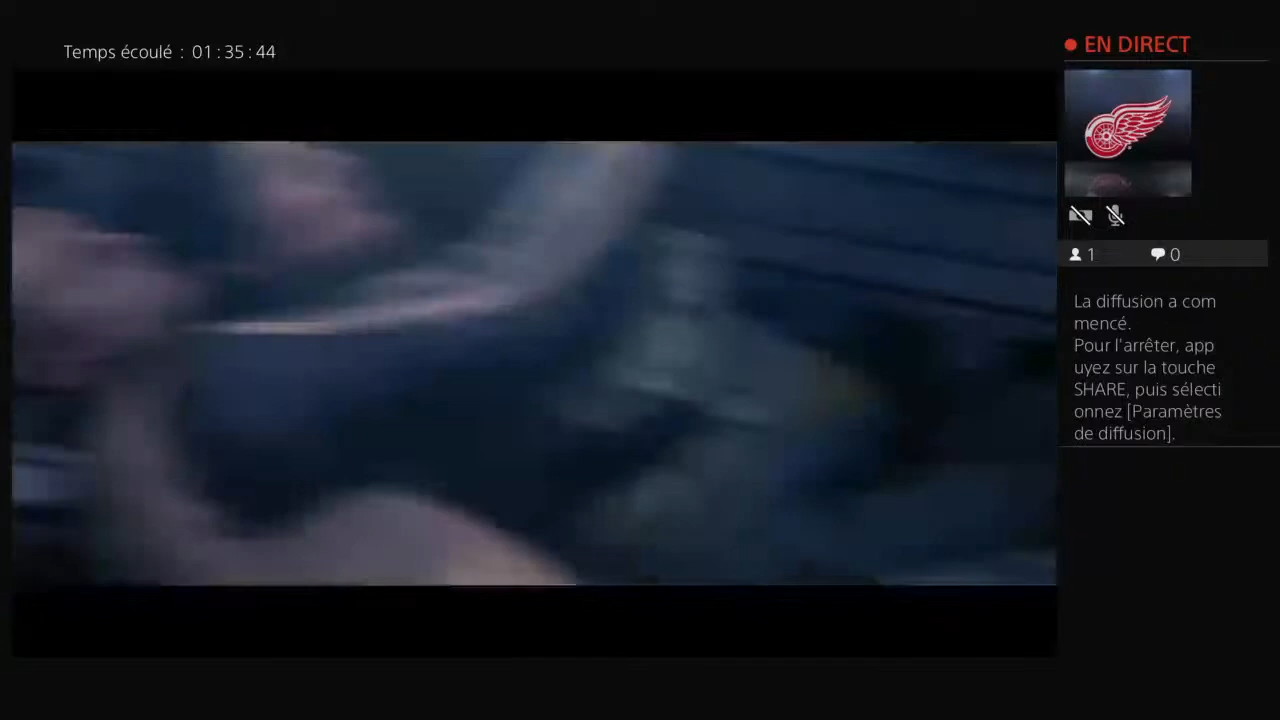 Temps écoulé : 01:35:44
EN DIRECT
1
0
La diffusion a com
mencé.
Pour l'arrêter, app
uyez sur la touche
SHARE, puis sélecti
onnez [Paramètres
de diffusion].